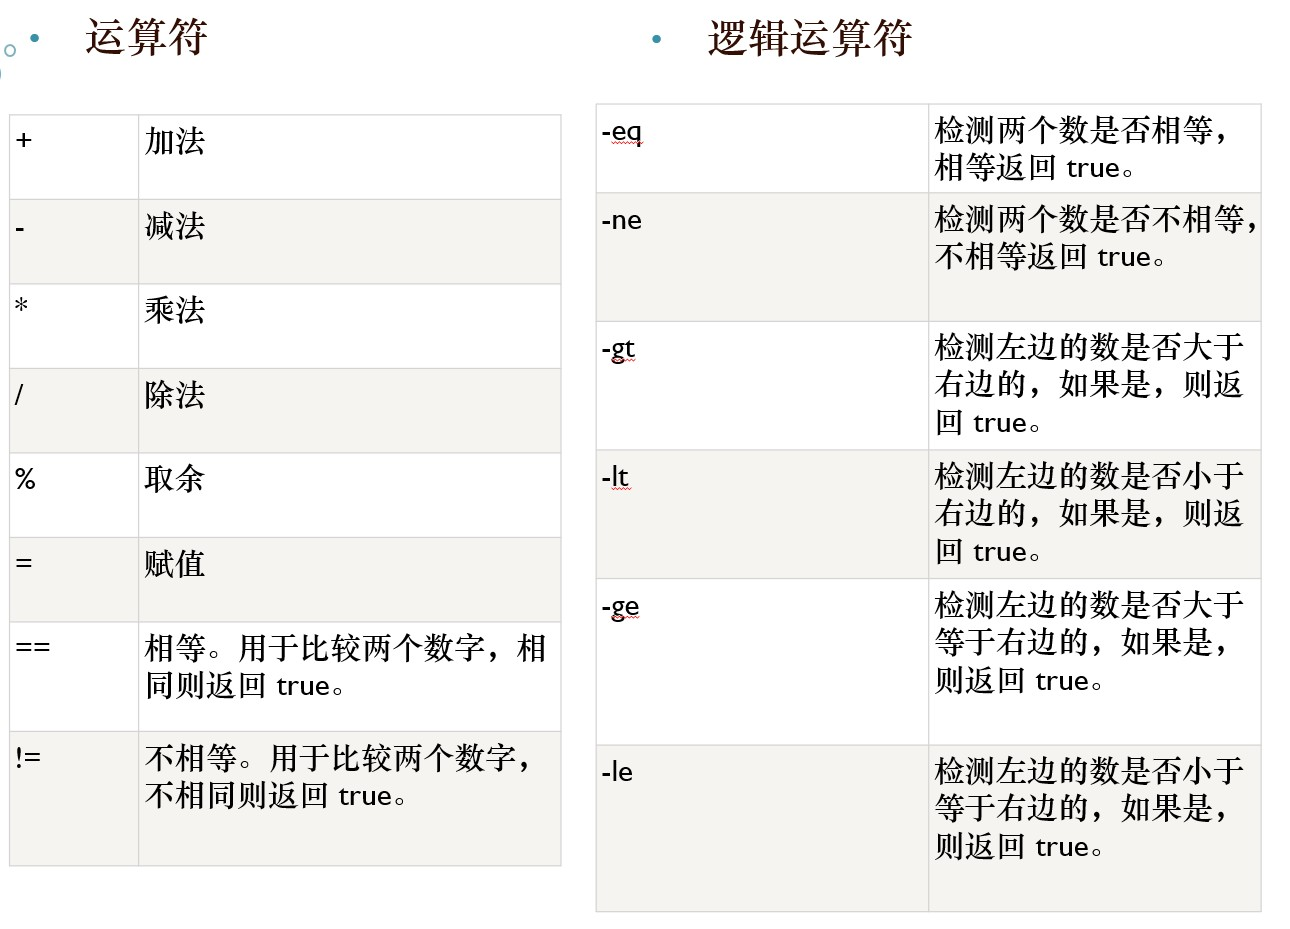 运算符
+
加法
-
减法
*
乘法
/
除法
%
取余
=
赋值
==
相等。用于比较两个数字，相
同则返回 true。
!=
不相等。用于比较两个数字，
不相同则返回 true。
逻辑运算符
-eq
检测两个数是否相等，
相等返回 true。
-ne
检测两个数是否不相等，
不相等返回 true。
-gt
检测左边的数是否大于
右边的，如果是，则返
回 true。
-lt
检测左边的数是否小于
右边的，如果是，则返
回 true。
-ge
检测左边的数是否大于
等于右边的，如果是，
则返回 true。
-le
检测左边的数是否小于
等于右边的，如果是，
则返回 true。